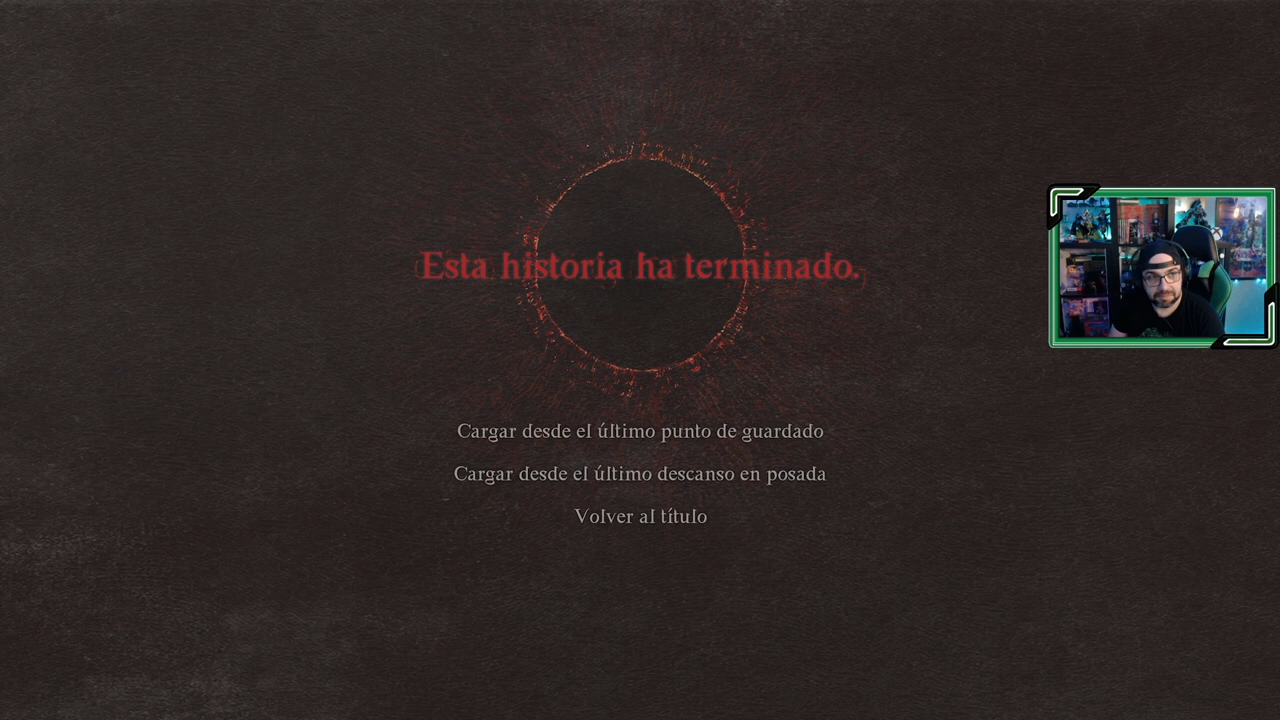 Esta historia ha terminado.
Cargar desde el último punto de guardado
Cargar desde el último descanso en posada
Volver al título